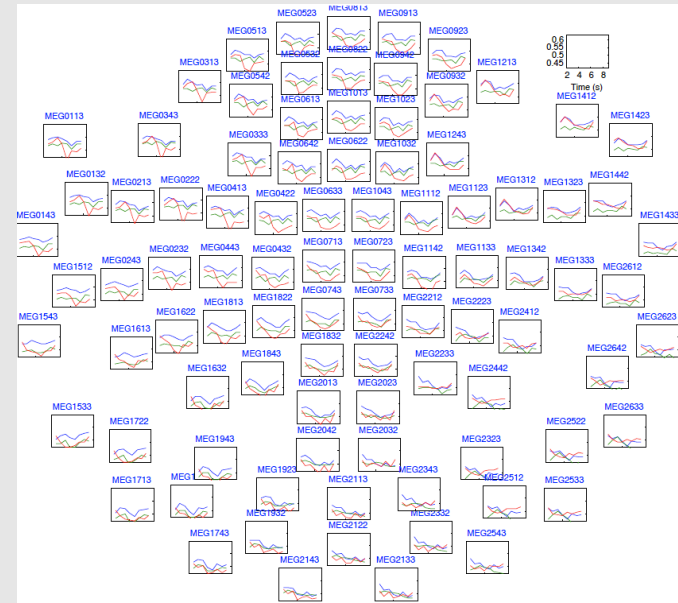 MEG0813
MEG0523 MEG0913
MEG0513 MEG0923
MEG0532 MEG0822 MEG0942
MEG0313 MEG0542 MEG0932 MEG1213
0.6
0.55
0.45
2 4 6 8
Time (s)
MEG0613 MEG1013 MEG1023
MEG1412
MEG0113 MEG0343 MEG1423
MEG0333 MEG0642 MEG0622 MEG1032 MEG1243
MEG0132 MEG0213 MEG0222 MEG0413 MEG0422 MEG0633 MEG1043 MEG1112 MEG1123 MEG1312 MEG1323 MEG1442
MEG0143 MEG1433
MEG1512 MEG0243 MEG0232 MEG0443 MEG0432 MEG0713 MEG0723 MEG1142 MEG1133 MEG1342 MEG1333 MEG2612
MEG1543 MEG1613 MEG1622 MEG1813 MEG1822 MEG0743 MEG0733 MEG2212 MEG2223 MEG2412 MEG2623
MEG1832 MEG2242
MEG1632 MEG1843 MEG2233 MEG2442 MEG2642
MEG2013 MEG2023
MEG1533 MEG1722 MEG2522 MEG2633
MEG1943 MEG2042 MEG2032 MEG2323
MEG1713 MEG1 MEG1923 MEG2113 MEG2343 MEG2512 MEG2533
MEG1743 MEG1932 MEG2122 MEG2332 MEG2543
MEG2143 MEG2133